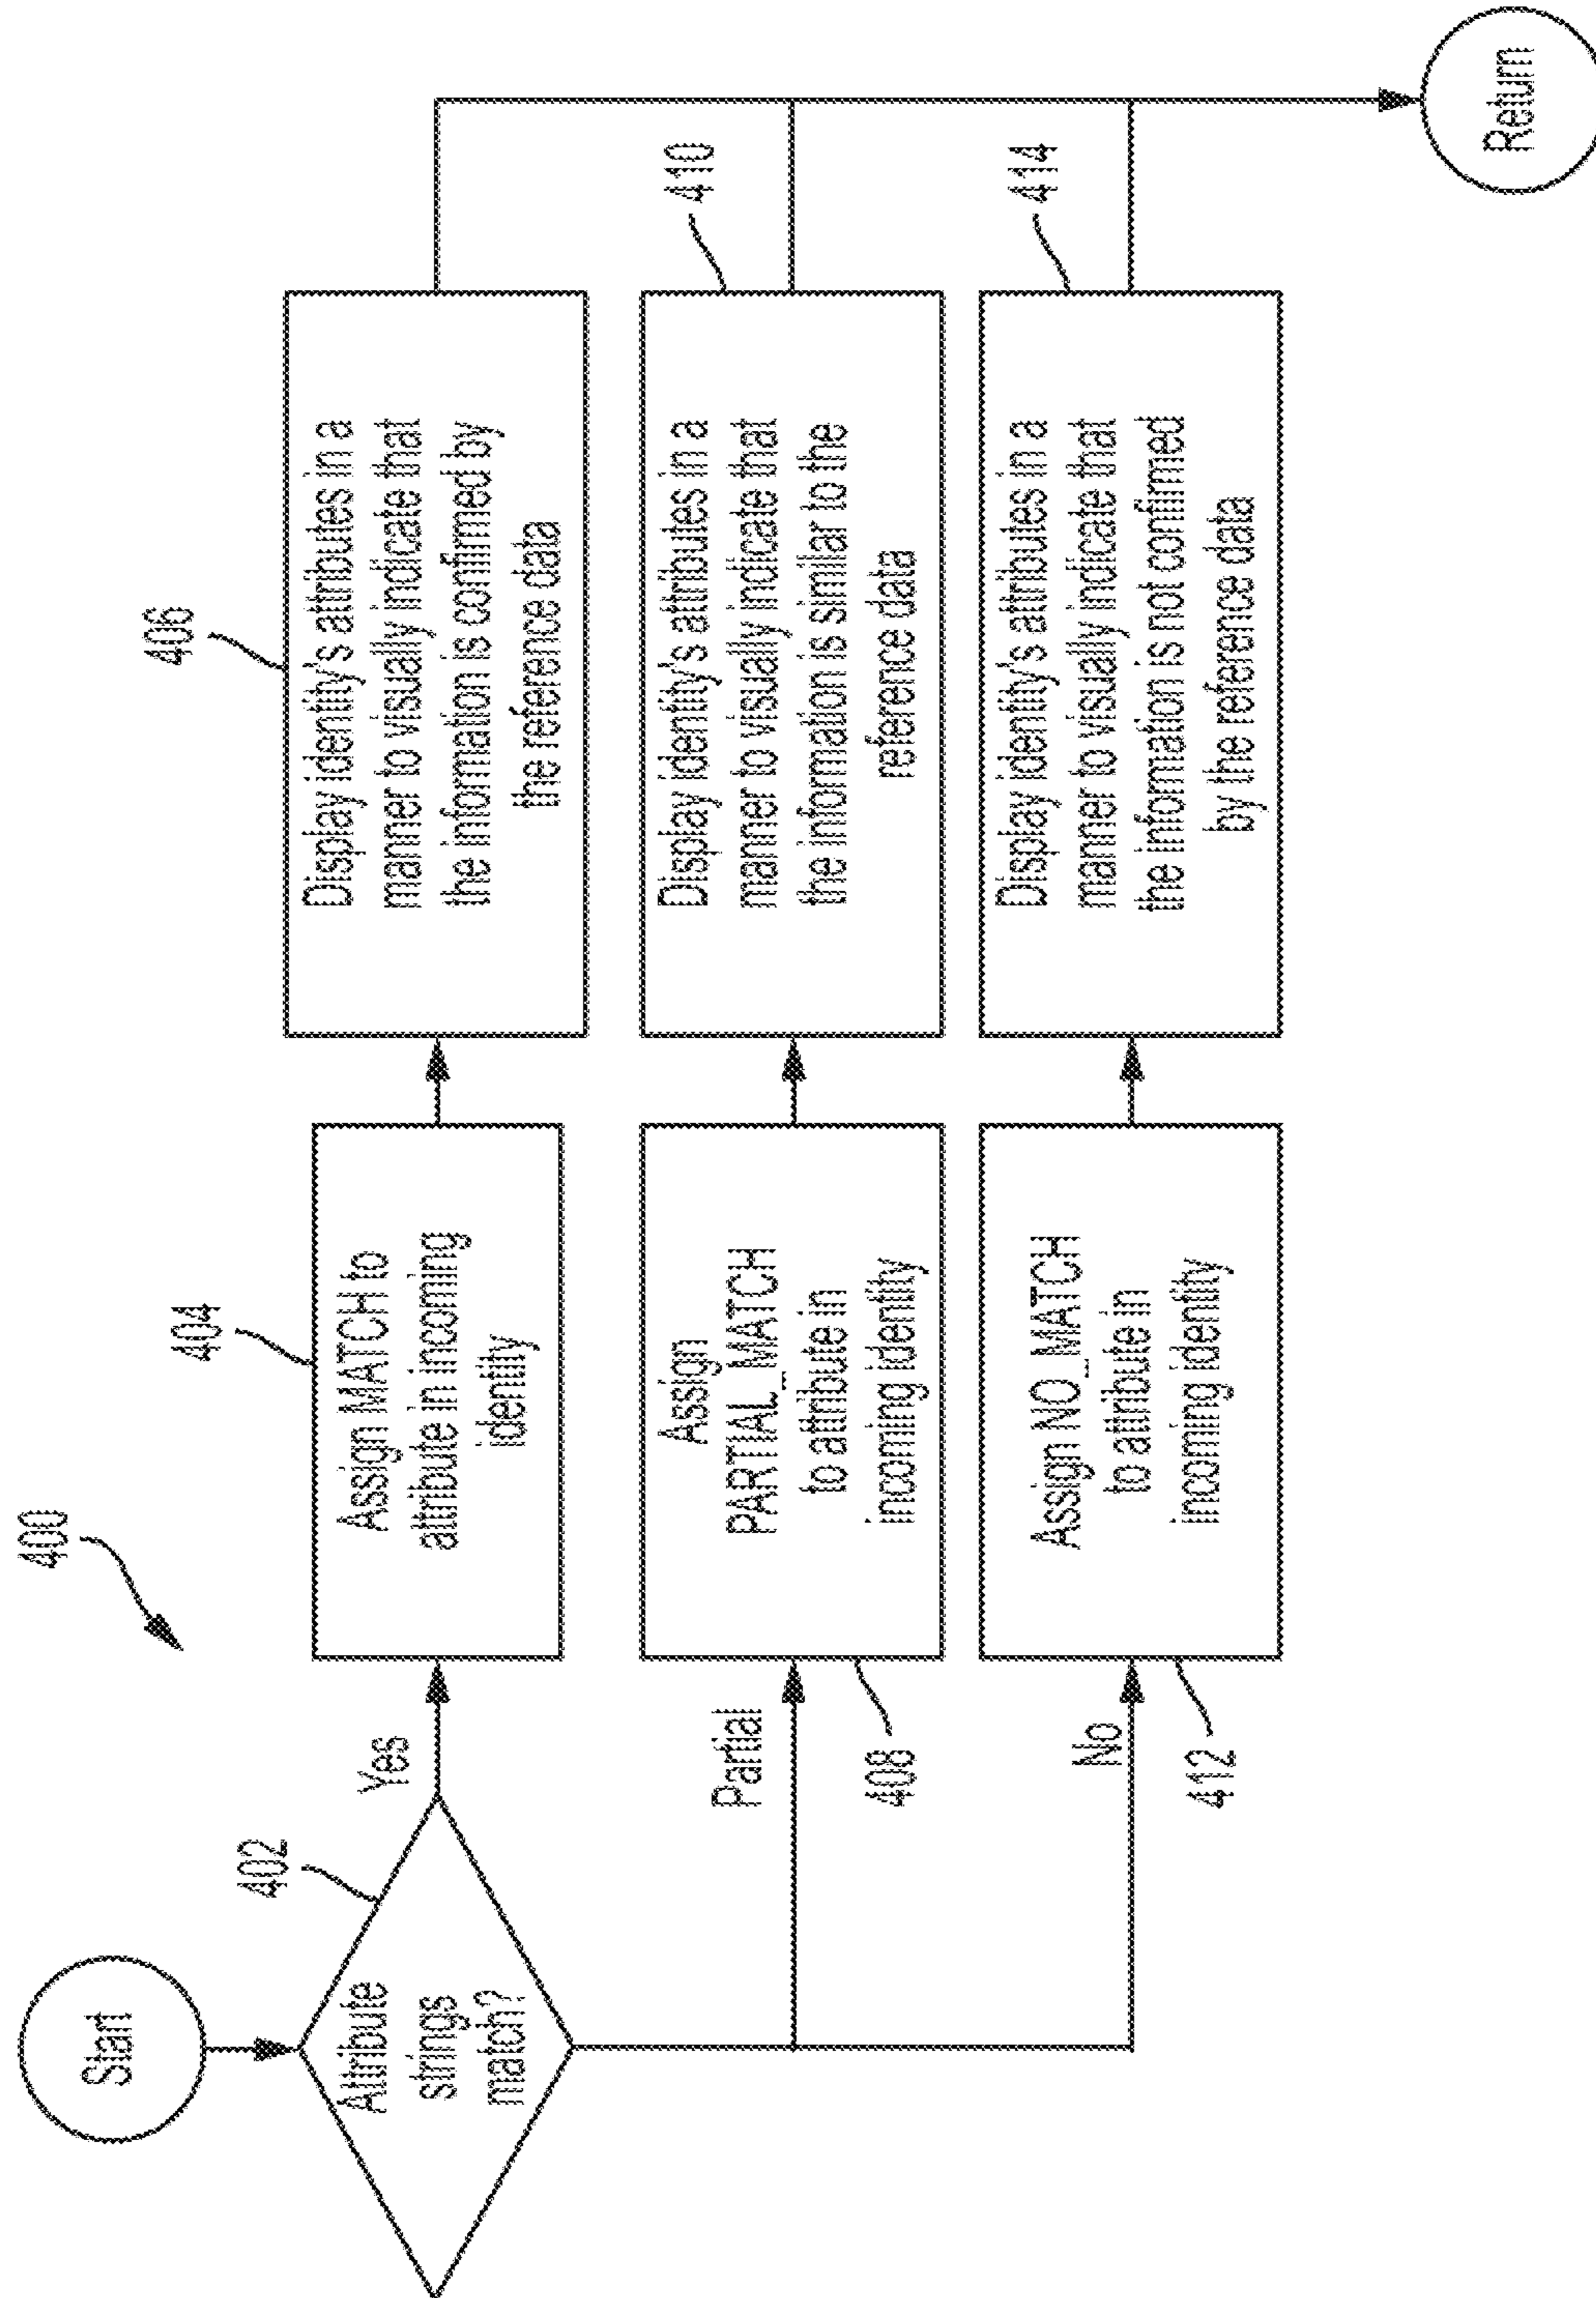 400
Start
402
Attribute
strings
match?
Yes
404
Assign MATCH to
attribute in incoming
identity
406
Display identity's attributes in a
manner to visually indicate that
the information is confirmed by
the reference data
Partial
408
Assign
PARTIAL_MATCH
to attribute in
incoming identity
410
Display identity's attributes in a
manner to visually indicate that
the information is similar to the
reference data
No
412
Assign NO_MATCH
to attribute in
incoming identity
414
Display identity's attributes in a
manner to visually indicate that
the information is not confirmed
by the reference data
Return